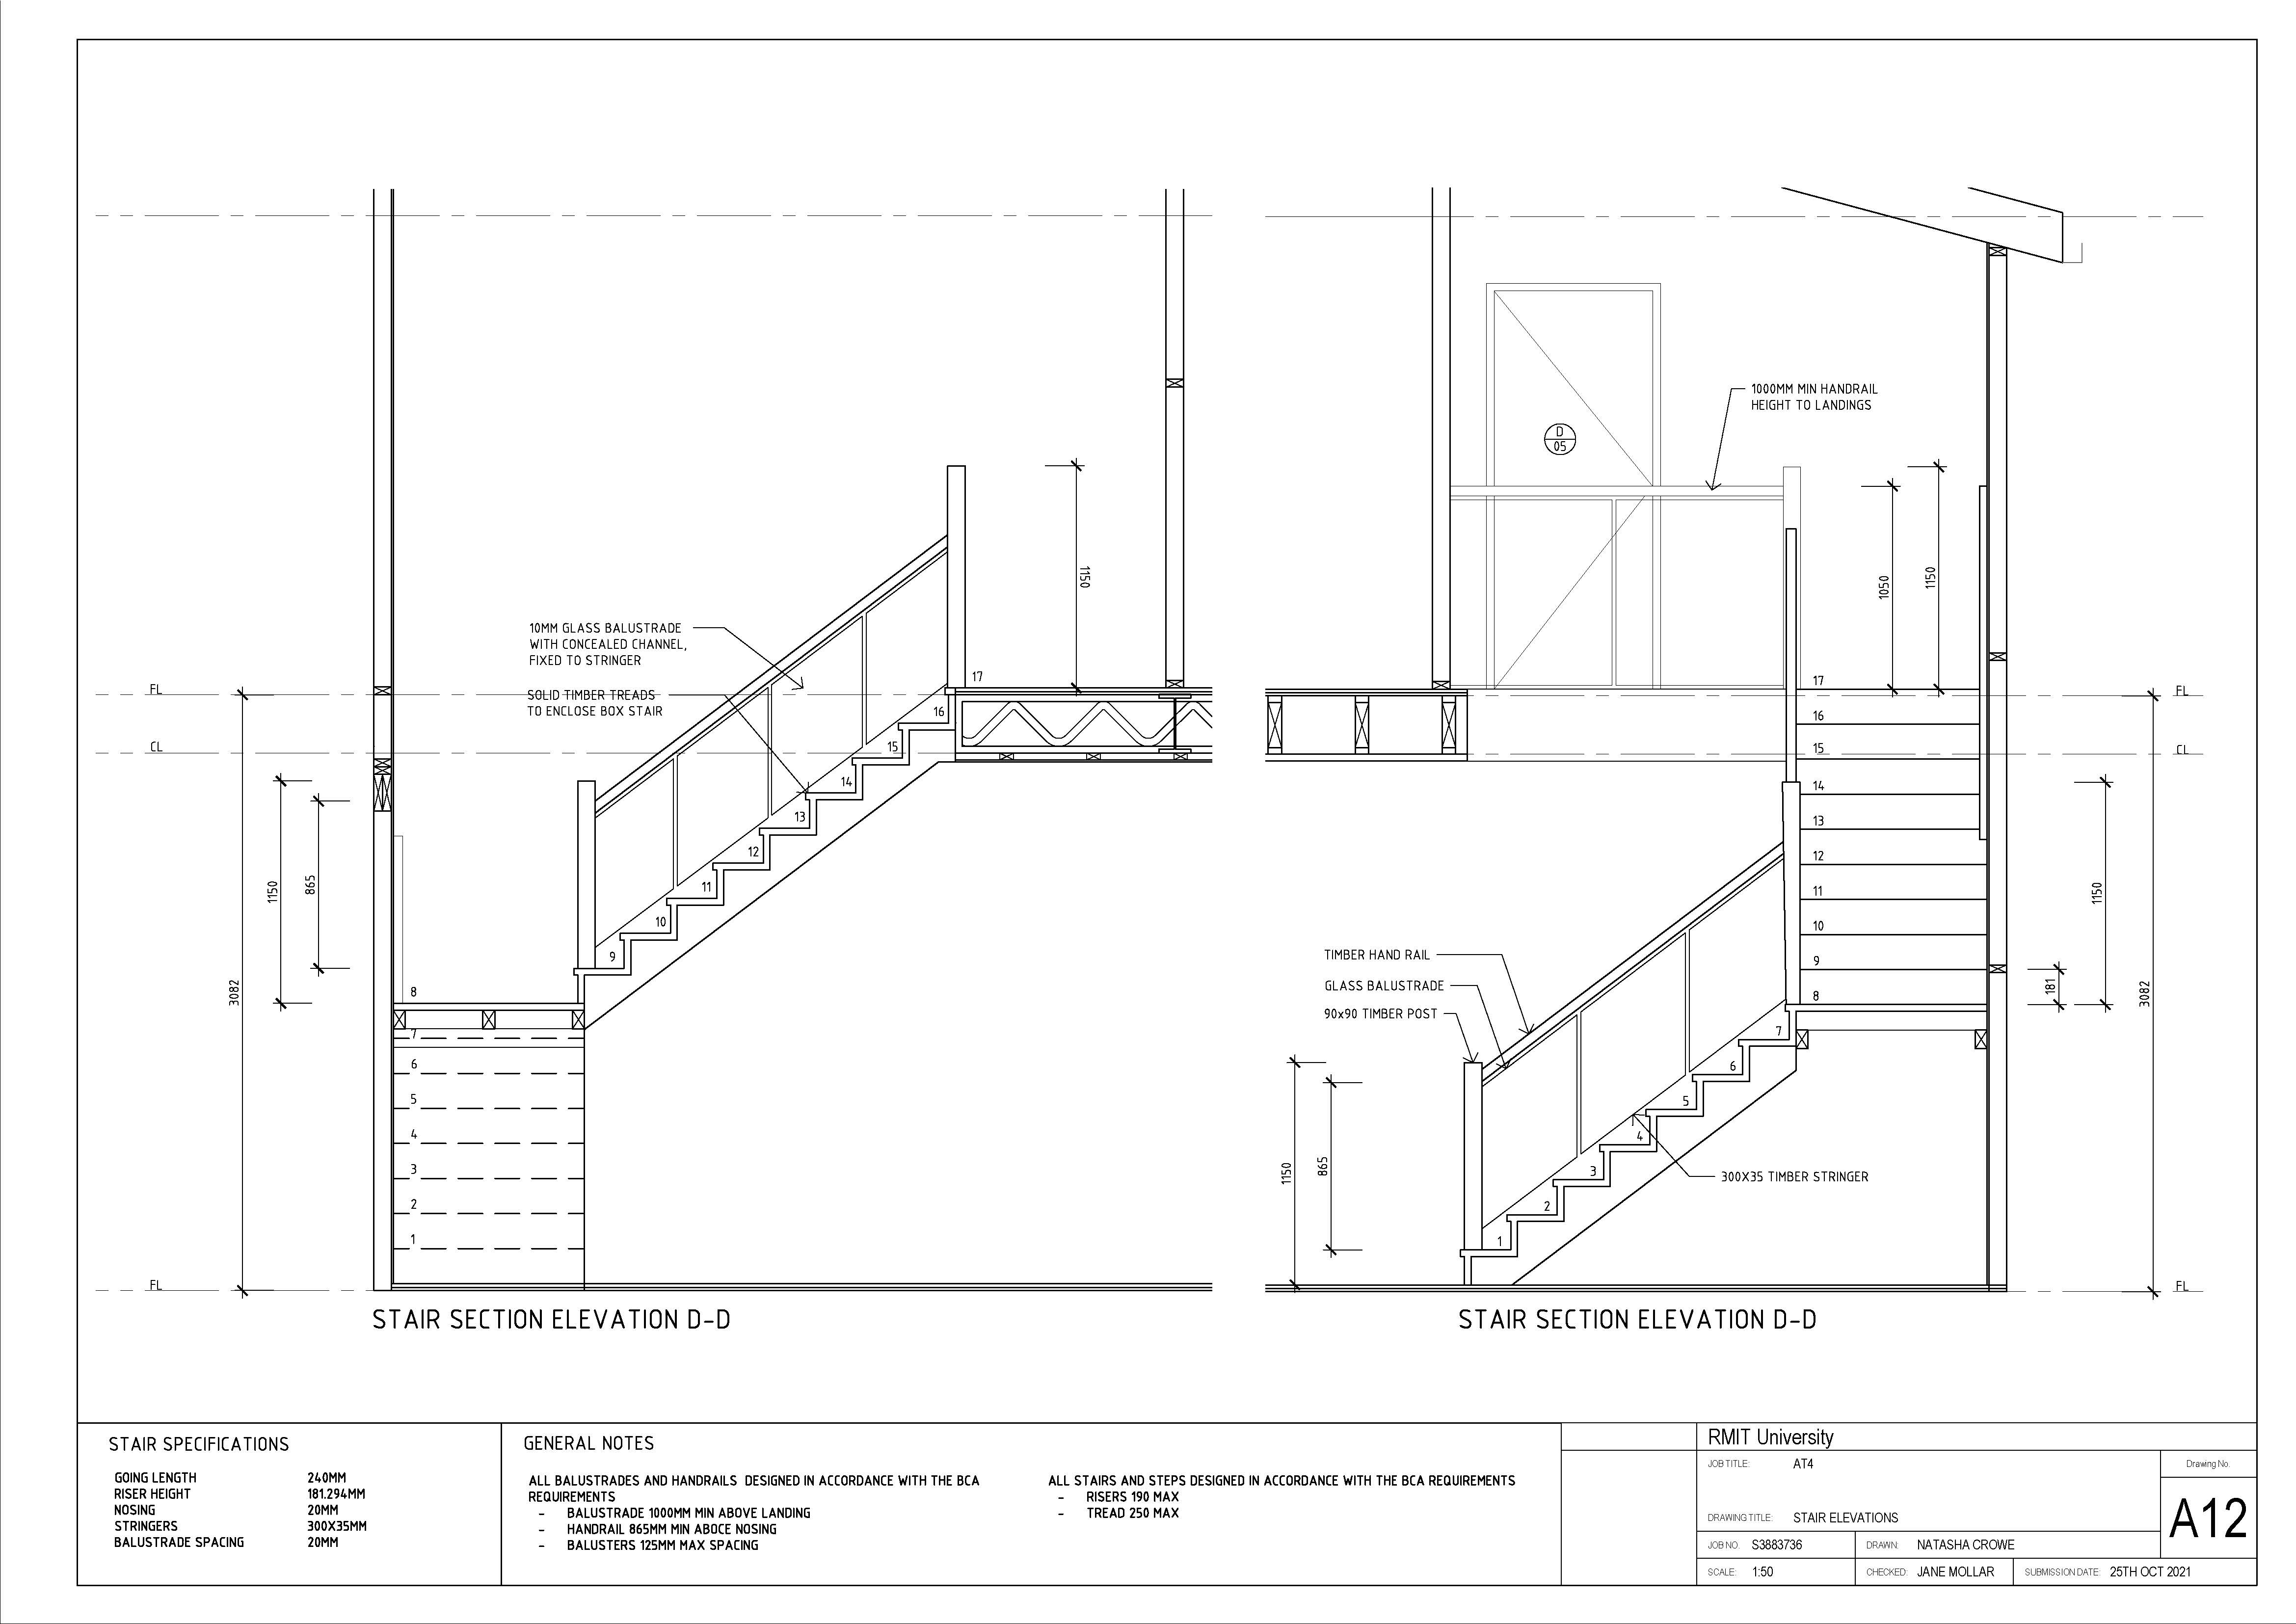 FL
CL
FL
3082
1150
865
10MM GLASS BALUSTRADE
WITH CONCEALED CHANNEL,
FIXED TO STRINGER
SOLID TIMBER TREADS
TO ENCLOSE BOX STAIR
1150
17
16
15
14
13
12
11
10
9
8
7
6
5
4
3
2
1
STAIR SECTION ELEVATION D-D
1000MM MIN HANDRAIL
HEIGHT TO LANDINGS
D
05
1050
1150
17
16
15
14
13
12
11
10
9
8
7
6
5
4
3
2
1
TIMBER HAND RAIL
GLASS BALUSTRADE
90x90 TIMBER POST
300X35 TIMBER STRINGER
1150
865
181
1150
3082
FL
CL
FL
STAIR SECTION ELEVATION D-D
STAIR SPECIFICATIONS
GOING LENGTH 240MM
RISER HEIGHT 181.294MM
NOSING 20MM
STRINGERS 300X35MM
BALUSTRADE SPACING 20MM
GENERAL NOTES
ALL BALUSTRADES AND HANDRAILS DESIGNED IN ACCORDANCE WITH THE BCA
REQUIREMENTS
- BALUSTRADE 1000MM MIN ABOVE LANDING
- HANDRAIL 865MM MIN ABOCE NOSING
- BALUSTERS 125MM MAX SPACING
ALL STAIRS AND STEPS DESIGNED IN ACCORDANCE WITH THE BCA REQUIREMENTS
- RISERS 190 MAX
- TREAD 250 MAX
RMIT University
JOB TITLE: AT4
Drawing No.
A12
DRAWING TITLE: STAIR ELEVATIONS
JOB NO. S3883736 DRAWN: NATASHA CROWE
SCALE: 1:50 CHECKED: JANE MOLLAR SUBMISSION DATE: 25TH OCT 2021